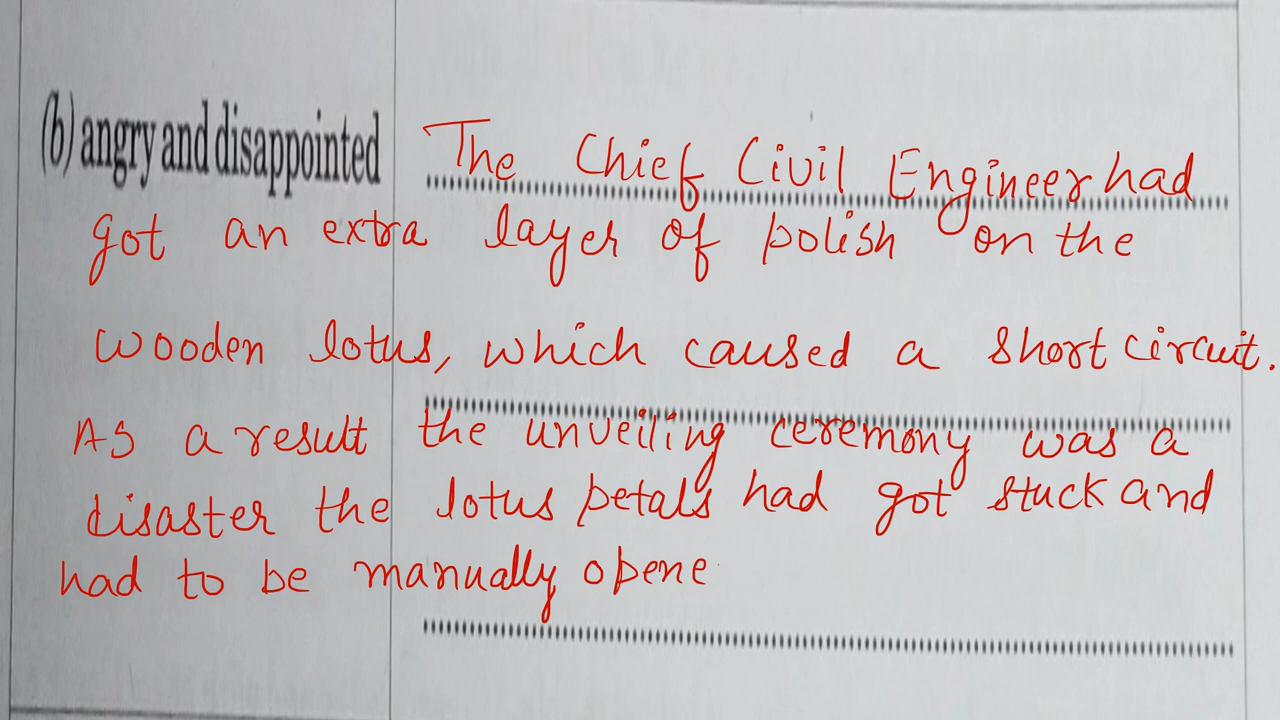 (b) angry and disappointed The Chief Civil Engineer had
got an extra layer of polish on the
wooden lotus, which caused a short circuit.
As a result the unveiling ceremony was a
disaster the lotus petals had got stuck and
had to be manually opene